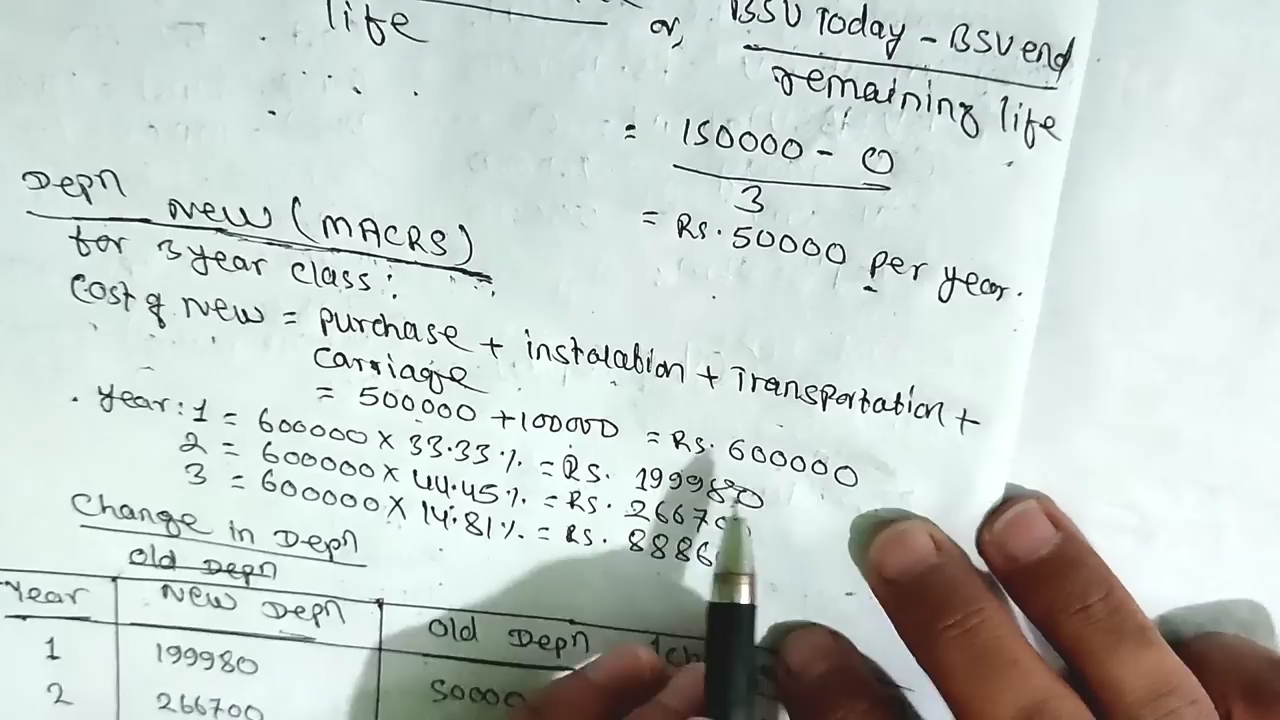 life or, BSV Today - BSV end
remaining life
= 150000 - 0
3
= Rs. 50000 per year.
Depn New (MACRS)
for 3 year class:
Cost of New = purchase + instalation + Transportation +
carriage
= 500000 + 100000 = Rs. 600000
Year: 1 = 600000 x 33.33% = Rs. 199980
2 = 600000 x 44.45% = Rs. 26670
3 = 600000 x 14.81% = Rs. 8886
Change in Depn
Old Depn
Year New Depn Old Depn
1 199980 50000
2 266700